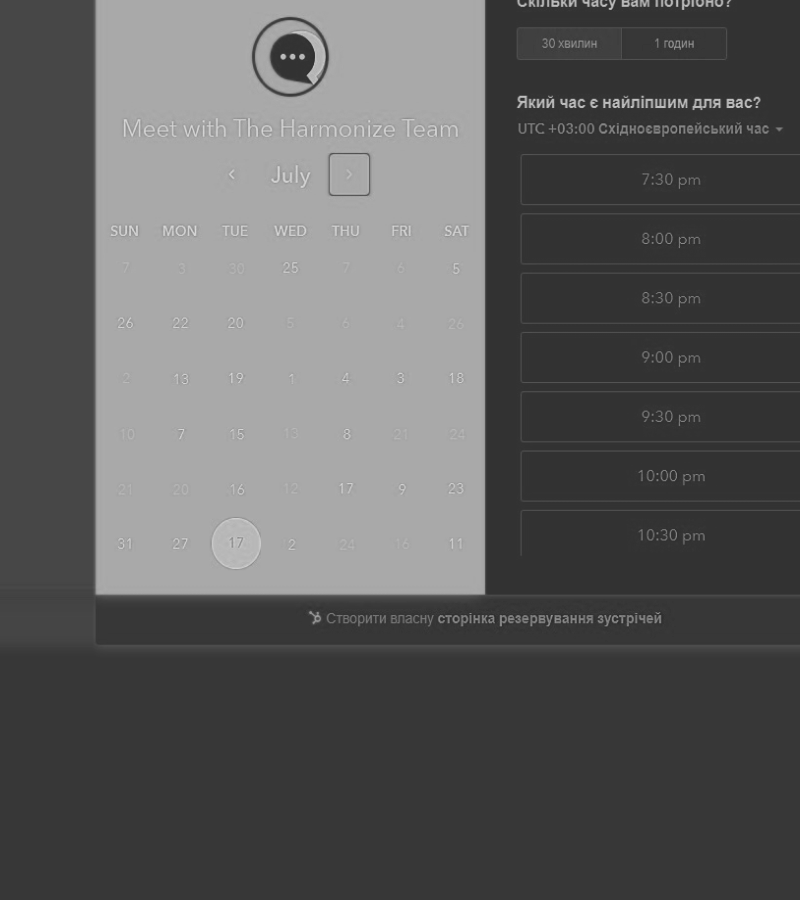 Скільки часу вам потрібно?
30 хвилин 1 годин
Який час є найліпшим для вас?
UTC +03:00 Східноєвропейський час
Meet with The Harmonize Team
July
SUN MON TUE WED THU FRI SAT
7 3 30 25 7 6 5
26 22 20 5 6 4 26
2 13 19 1 4 3 18
10 7 15 13 8 21 24
21 20 16 12 17 9 23
31 27 17 2 24 16 11
7:30 pm
8:00 pm
8:30 pm
9:00 pm
9:30 pm
10:00 pm
10:30 pm
Створити власну сторінка резервування зустрічей